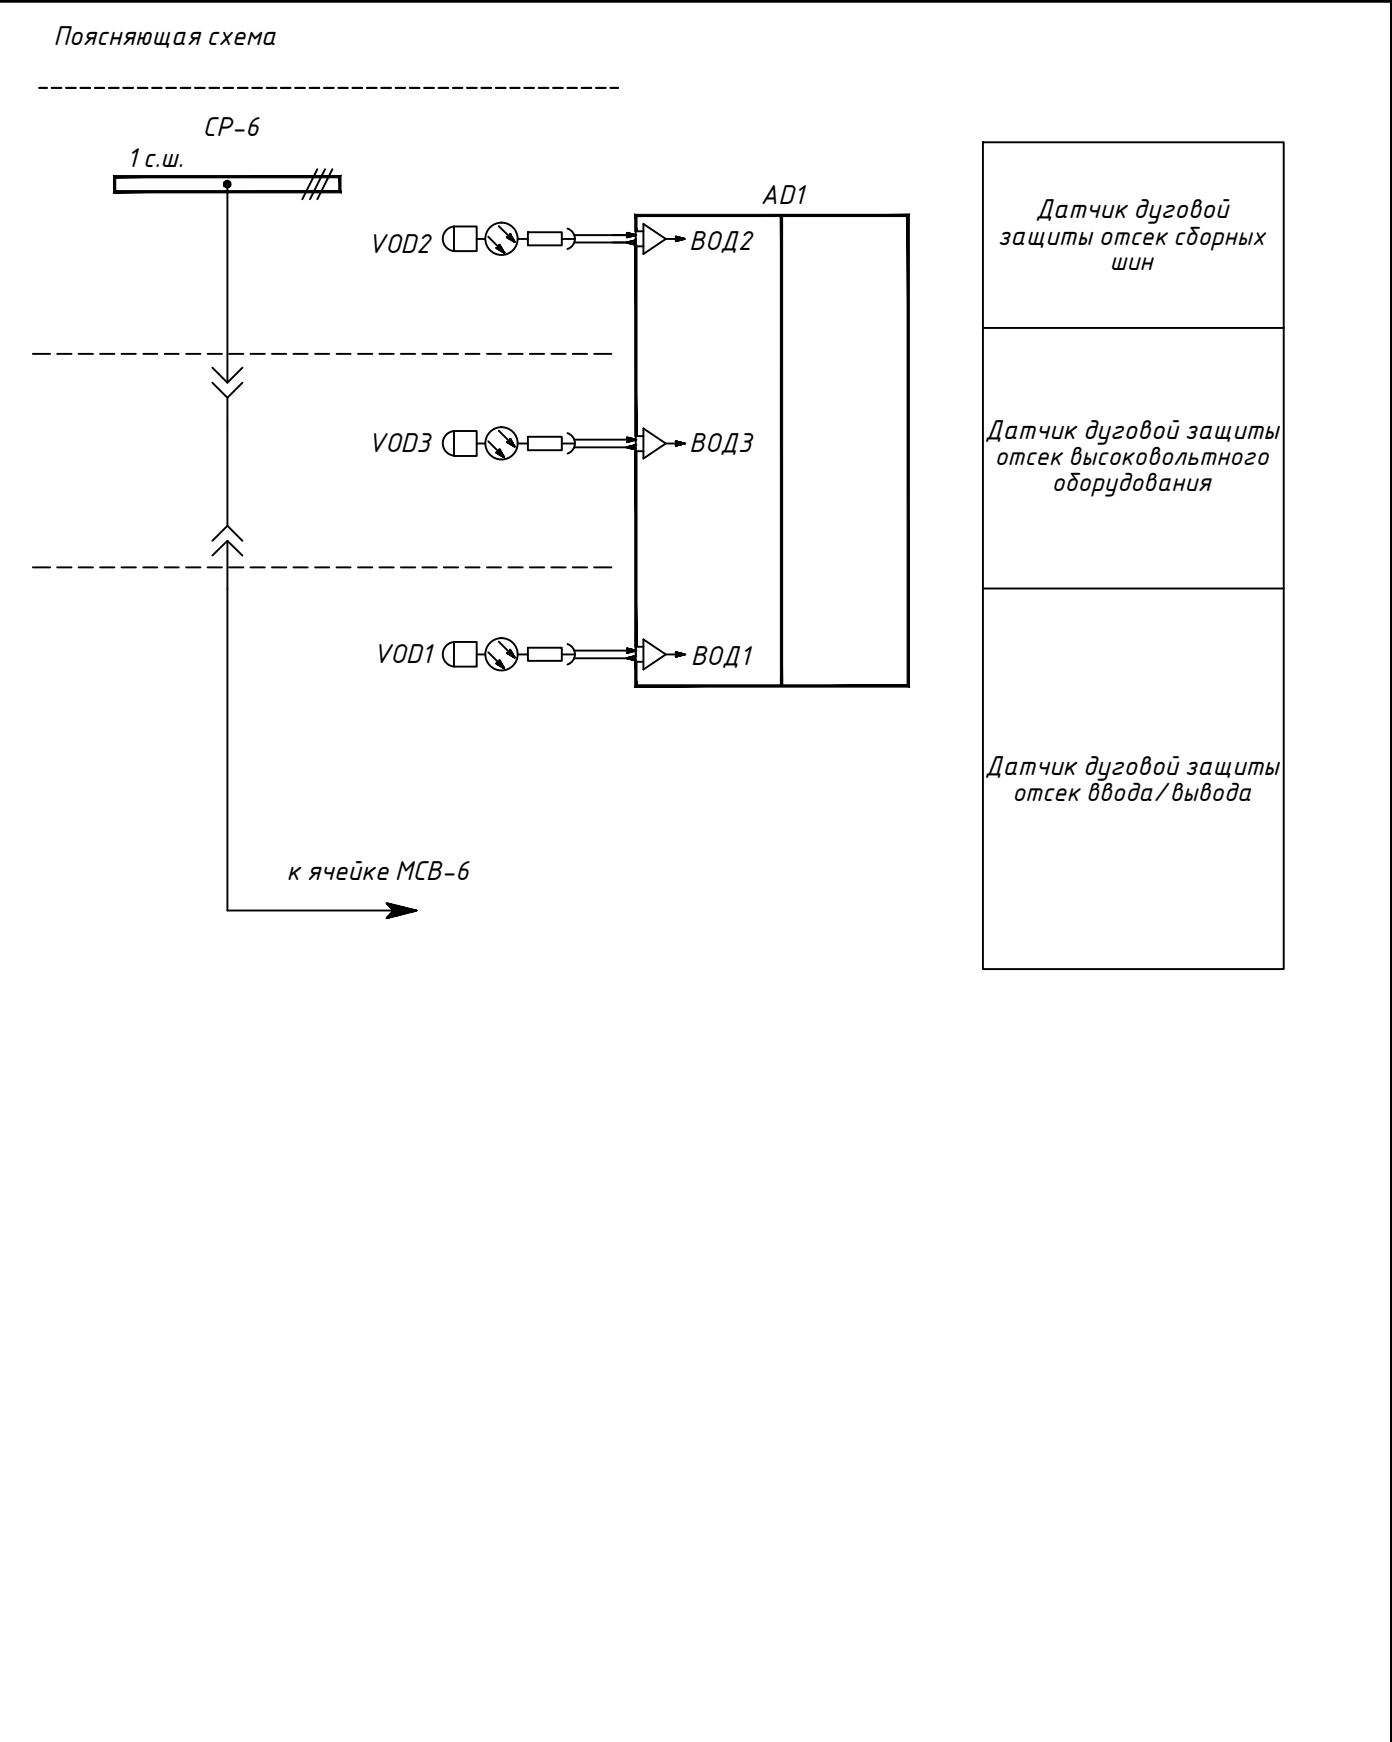 Поясняющая схема
СР-6
1 с.ш.
AD1
VOD2
ВОД2
Датчик дуговой
защиты отсек сборных
шин
VOD3
ВОД3
Датчик дуговой защиты
отсек высоковольтного
оборудования
VOD1
ВОД1
Датчик дуговой защиты
отсек ввода/вывода
к ячейке МСВ-6